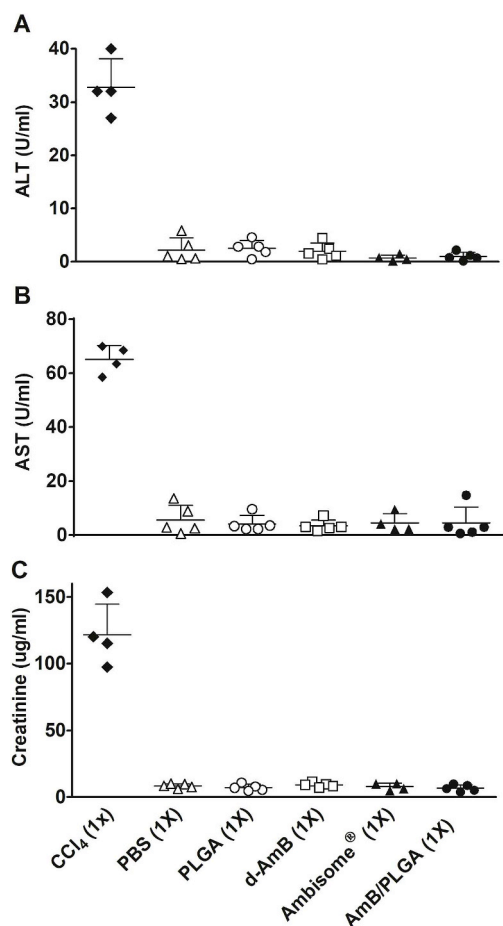 A
ALT (U/ml)
40
30
20
10
0
B
AST (U/ml)
80
60
40
20
0
C
Creatinine (ug/ml)
150
100
50
0
CCl₄ (1x)
PBS (1X)
PLGA (1X)
d-AmB (1X)
Ambisome® (1X)
AmB/PLGA (1X)